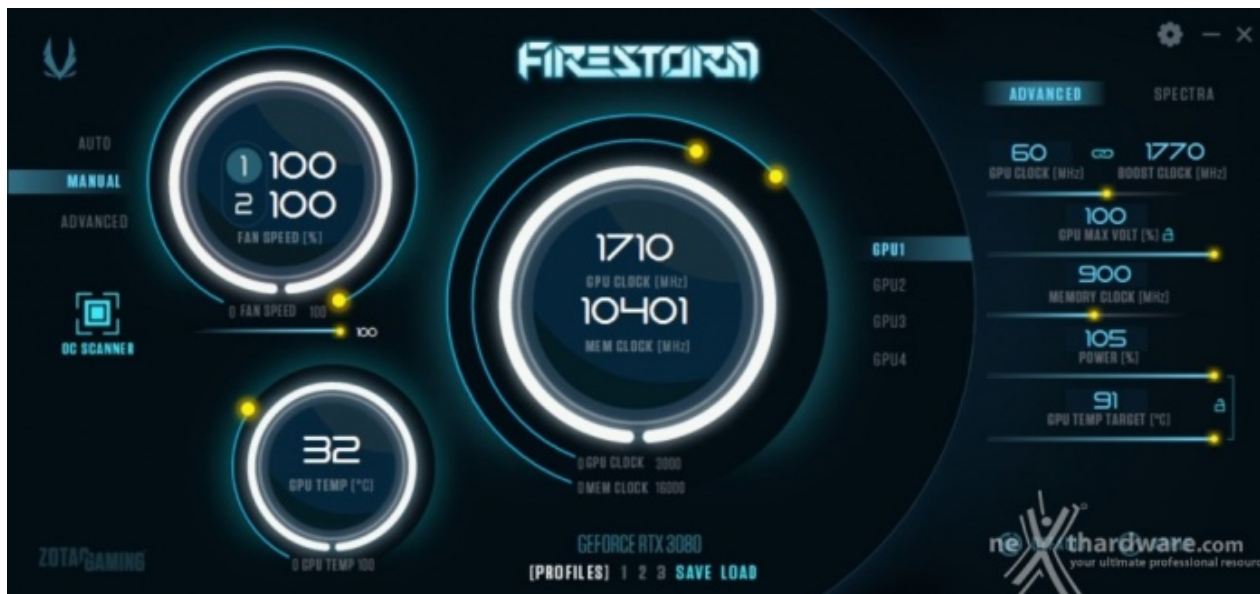 FIRESTORM
AUTO
MANUAL
ADVANCED
OC SCANNER
1 100
2 100
FAN SPEED [%]
0 FAN SPEED 100
100
32
GPU TEMP [°C]
0 GPU TEMP 100
1710
GPU CLOCK [MHz]
10401
MEM CLOCK [MHz]
0 GPU CLOCK 3000
0 MEM CLOCK 16000
GPU1
GPU2
GPU3
GPU4
ADVANCED SPECTRA
60 1770
GPU CLOCK [MHz] BOOST CLOCK [MHz]
100
GPU MAX VOLT [%]
900
MEMORY CLOCK [MHz]
105
POWER [%]
91
GPU TEMP TARGET [°C]
ZOTAC GAMING
GEFORCE RTX 3080
[PROFILES] 1 2 3 SAVE LOAD
neXthardware.com
your ultimate professional resource